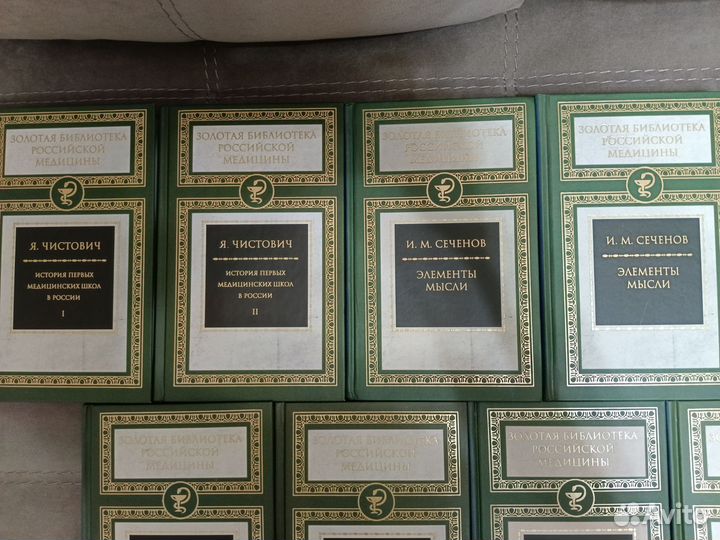 ЗОЛОТАЯ БИБЛИОТЕКА
РОССИЙСКОЙ
МЕДИЦИНЫ
Я. ЧИСТОВИЧ
ИСТОРИЯ ПЕРВЫХ
МЕДИЦИНСКИХ ШКОЛ
В РОССИИ
I
ЗОЛОТАЯ БИБЛИОТЕКА
РОССИЙСКОЙ
МЕДИЦИНЫ
Я. ЧИСТОВИЧ
ИСТОРИЯ ПЕРВЫХ
МЕДИЦИНСКИХ ШКОЛ
В РОССИИ
II
ЗОЛОТАЯ БИБЛИОТЕКА
РОССИЙСКОЙ
МЕДИЦИНЫ
И. М. СЕЧЕНОВ
ЭЛЕМЕНТЫ
МЫСЛИ
ЗОЛОТАЯ БИБЛИОТЕКА
РОССИЙСКОЙ
МЕДИЦИНЫ
И. М. СЕЧЕНОВ
ЭЛЕМЕНТЫ
МЫСЛИ
ЗОЛОТАЯ БИБЛИОТЕКА
РОССИЙСКОЙ
МЕДИЦИНЫ
ЗОЛОТАЯ БИБЛИОТЕКА
РОССИЙСКОЙ
МЕДИЦИНЫ
ЗОЛОТАЯ БИБЛИОТЕКА
РОССИЙСКОЙ
МЕДИЦИНЫ
Avito